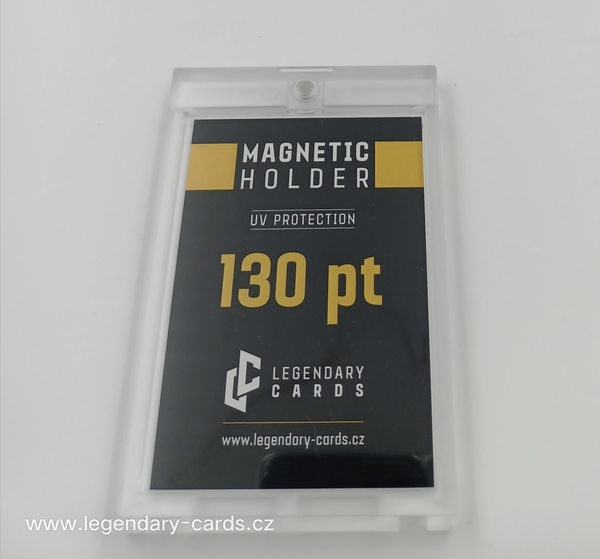 MAGNETIC
HOLDER
UV PROTECTION
130 pt
LEGENDARY
CARDS
www.legendary-cards.cz
www.legendary-cards.cz